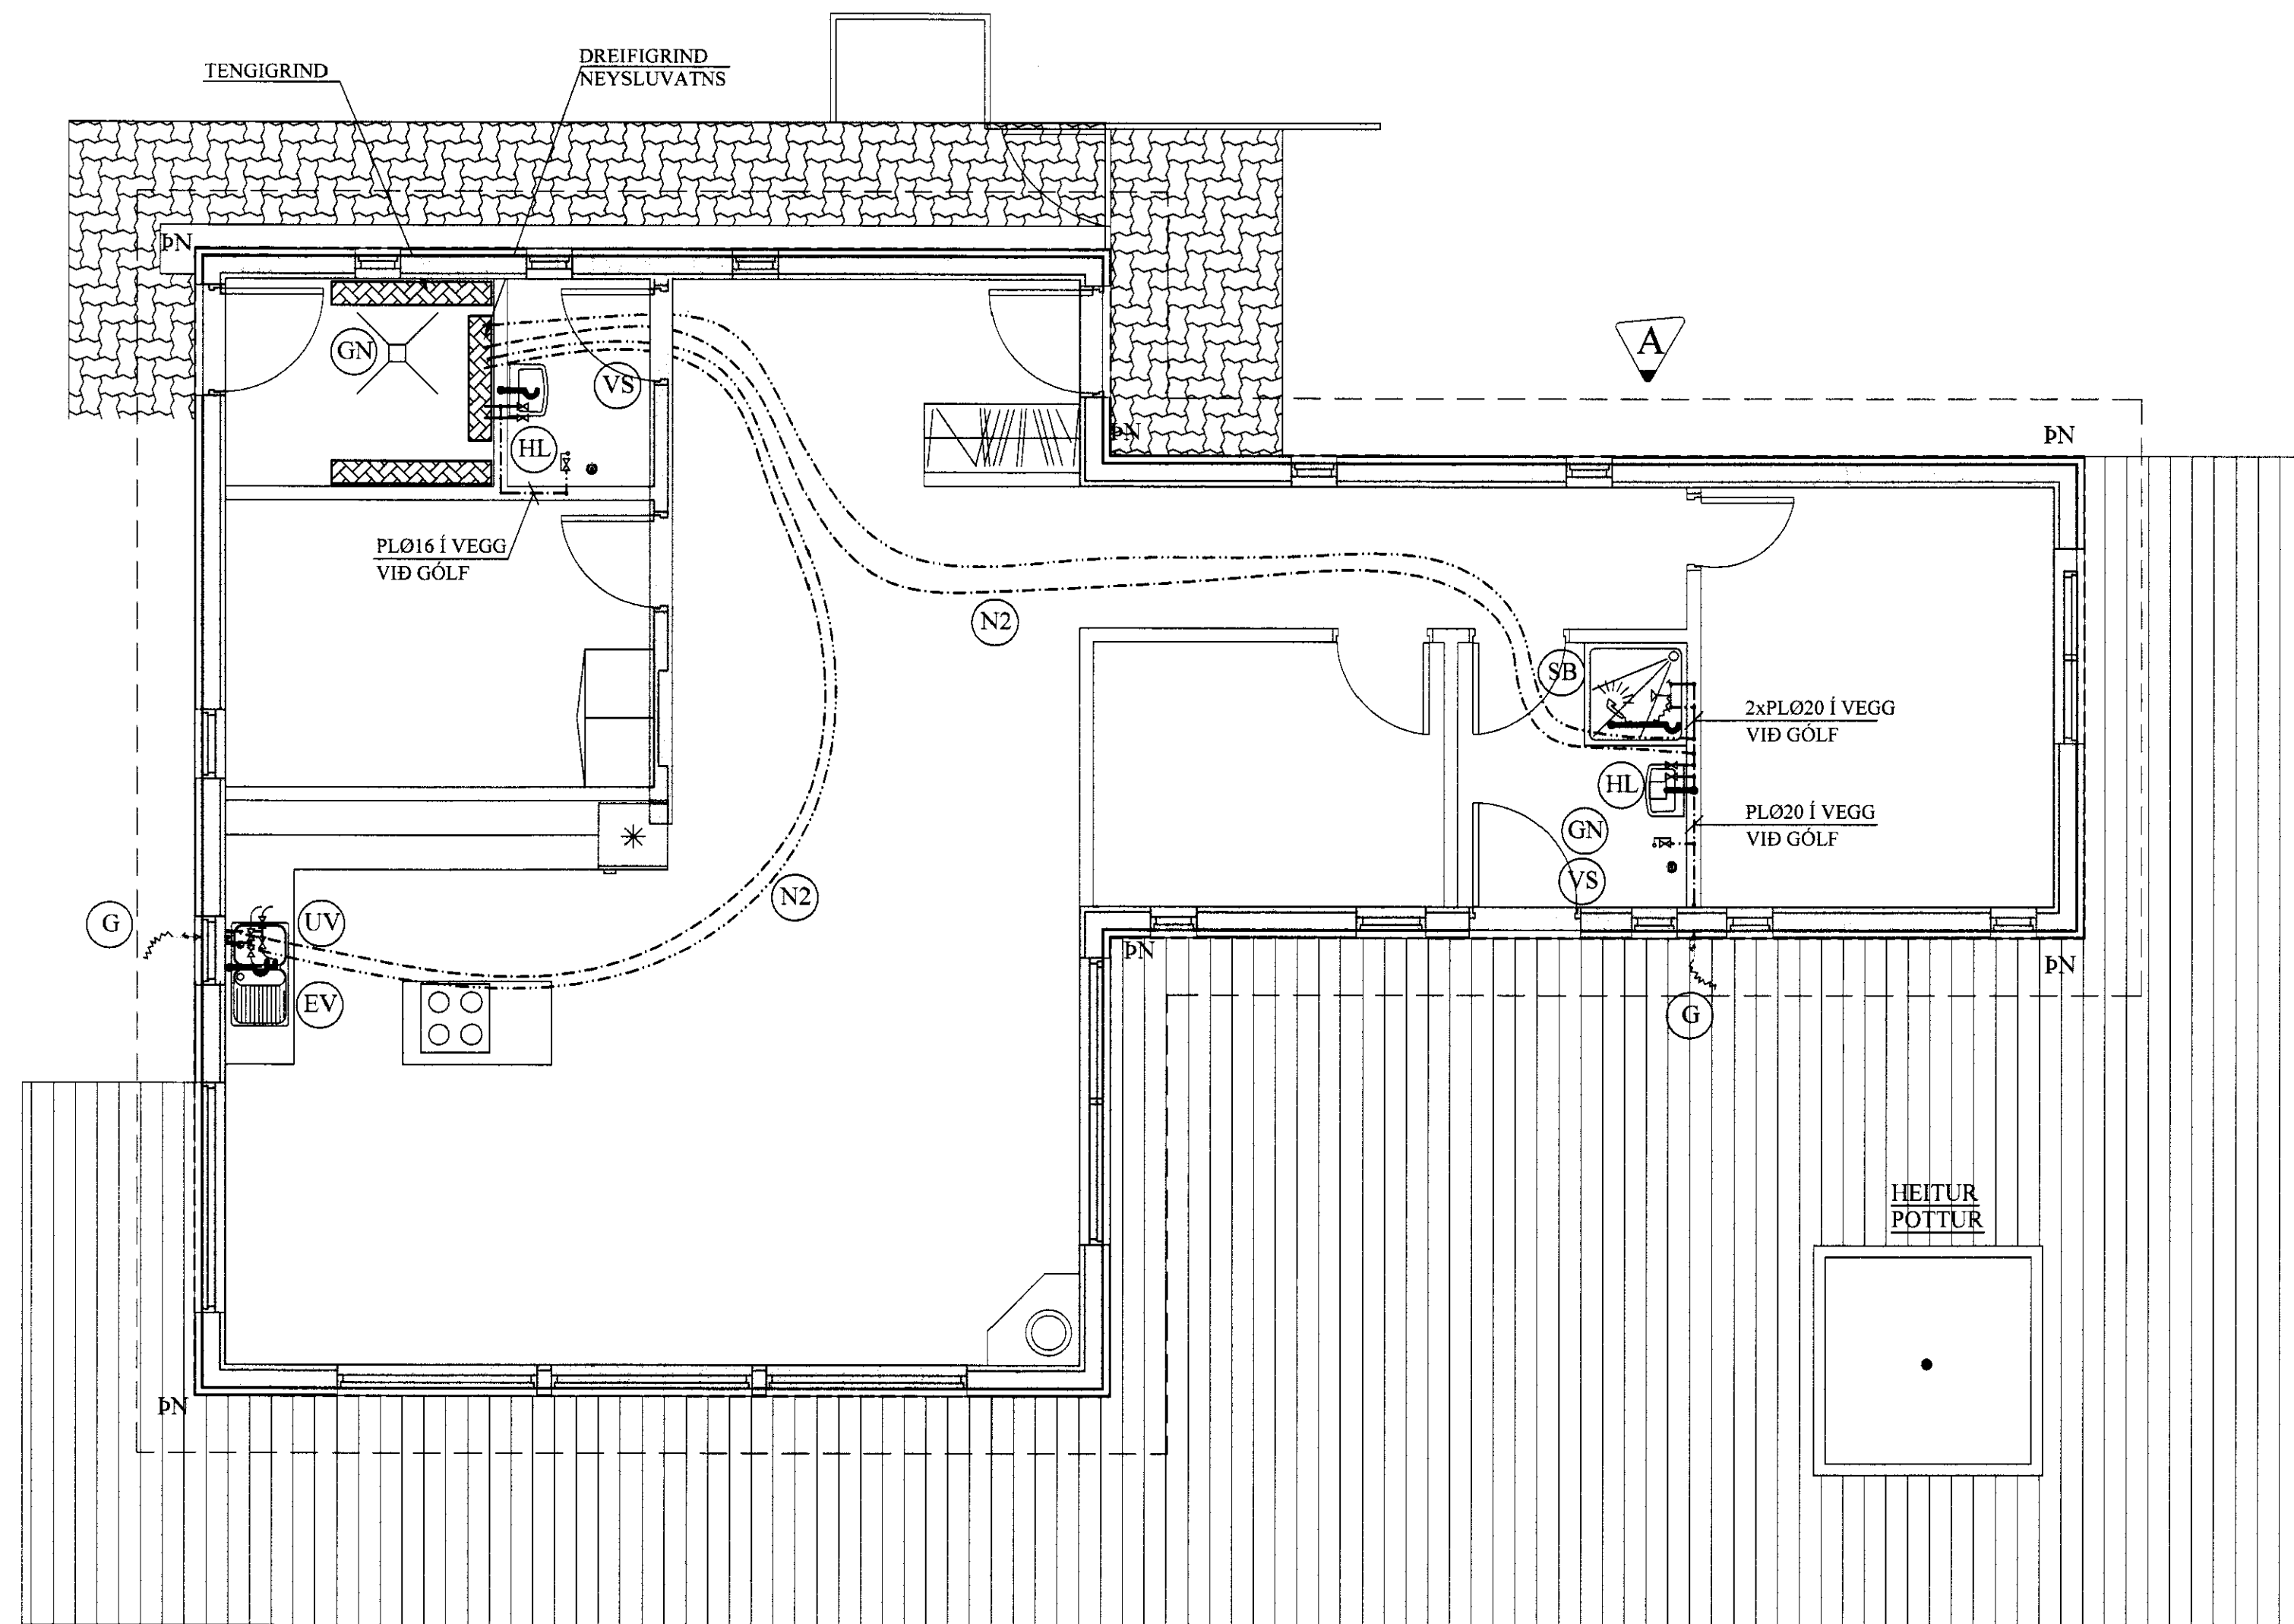 TENGIGRIND
DREIFIGRIND
NEYSLUVATNS
ÞN
GN
VS
HL
A
ÞN
ÞN
PLØ16 Í VEGG
VIÐ GÓLF
N2
SB
2xPLØ20 Í VEGG
VIÐ GÓLF
HL
GN
PLØ20 Í VEGG
VIÐ GÓLF
VS
N2
G
UV
EV
ÞN
ÞN
G
HEITUR
POTTUR
ÞN